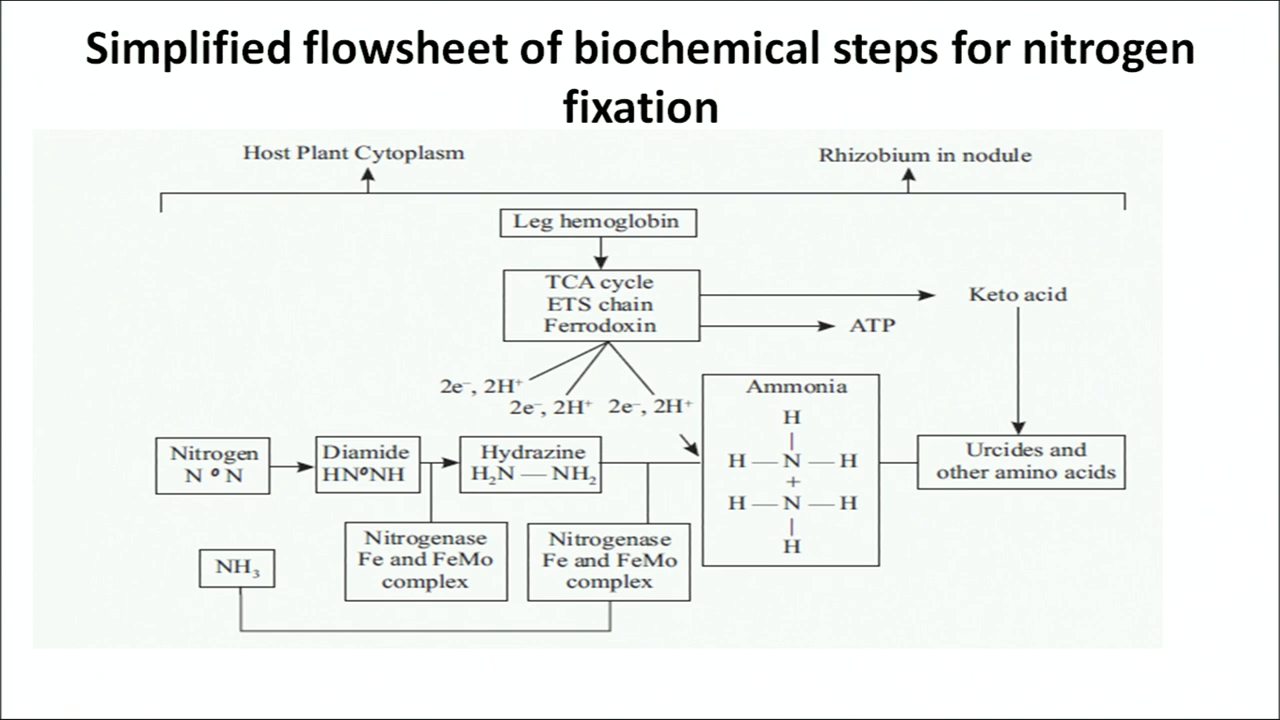 Simplified flowsheet of biochemical steps for nitrogen
fixation
Host Plant Cytoplasm
Rhizobium in nodule
Leg hemoglobin
TCA cycle
ETS chain
Ferrodoxin
Keto acid
ATP
2e⁻, 2H⁺
2e⁻, 2H⁺
2e⁻, 2H⁺
Nitrogen
N º N
Diamide
HNºNH
Hydrazine
H₂N — NH₂
Ammonia
H
|
H — N — H
+
H — N — H
|
H
Urcides and
other amino acids
Nitrogenase
Fe and FeMo
complex
Nitrogenase
Fe and FeMo
complex
NH₃